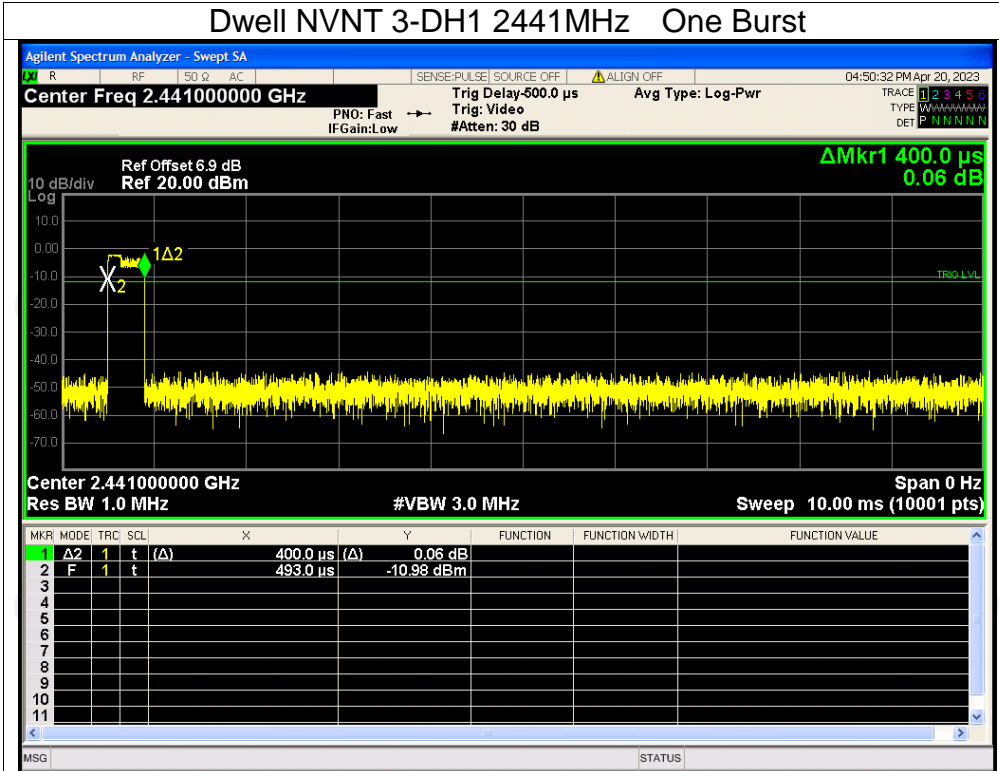 Dwell NVNT 3-DH1 2441MHz One Burst
Agilent Spectrum Analyzer - Swept SA
LXI R RF 50 Ω AC SENSE:PULSE SOURCE OFF ALIGN OFF 04:50:32 PM Apr 20, 2023
Center Freq 2.441000000 GHz Trig Delay-500.0 µs Avg Type: Log-Pwr TRACE 1 2 3 4 5 6
PNO: Fast Trig: Video TYPE WWWWWWW
IFGain:Low #Atten: 30 dB DET P N N N N N
ΔMkr1 400.0 µs
0.06 dB
Ref Offset 6.9 dB
10 dB/div Ref 20.00 dBm
Log
10.0
0.00
1Δ2
-10.0
TRIG LVL
2
-20.0
-30.0
-40.0
-50.0
-60.0
-70.0
Center 2.441000000 GHz Span 0 Hz
Res BW 1.0 MHz #VBW 3.0 MHz Sweep 10.00 ms (10001 pts)
MKR MODE TRC SCL X Y FUNCTION FUNCTION WIDTH FUNCTION VALUE
1 Δ2 1 t (Δ) 400.0 µs (Δ) 0.06 dB
2 F 1 t 493.0 µs -10.98 dBm
3
4
5
6
7
8
9
10
11
MSG STATUS